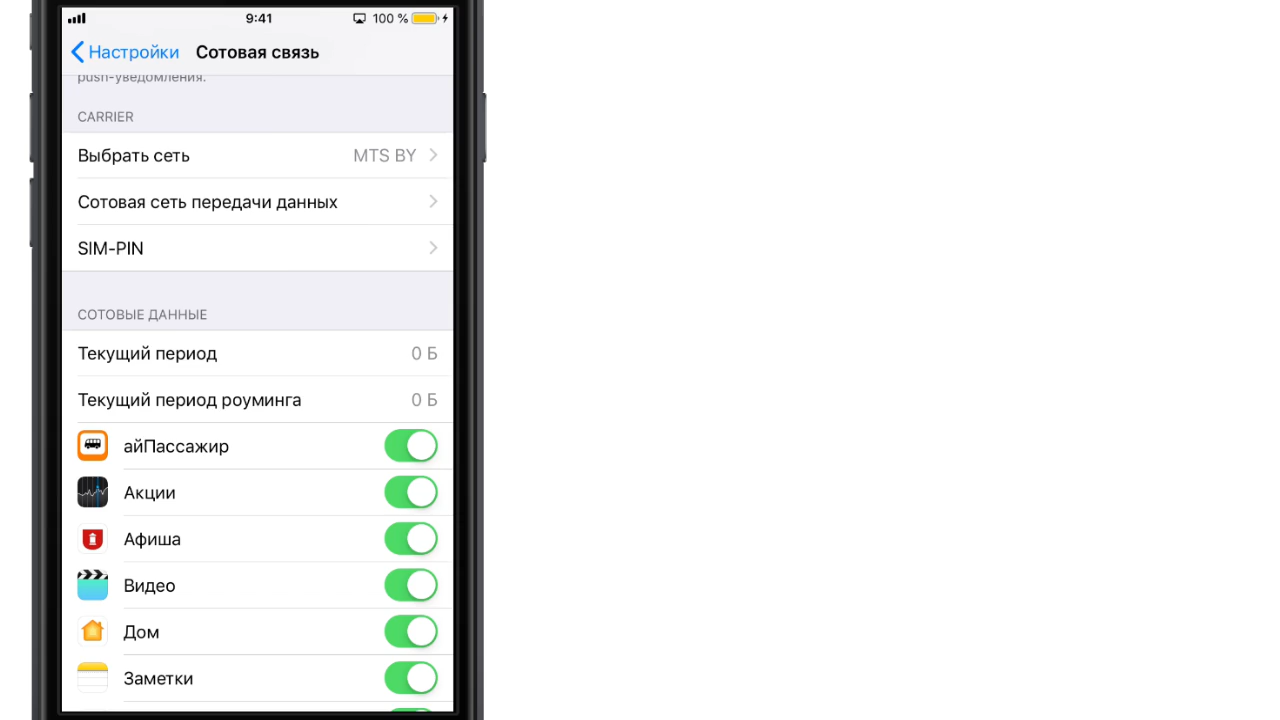 9:41 100 %
Настройки Сотовая связь
push-уведомления.
CARRIER
Выбрать сеть MTS BY
Сотовая сеть передачи данных
SIM-PIN
СОТОВЫЕ ДАННЫЕ
Текущий период 0 Б
Текущий период роуминга 0 Б
айПассажир
Акции
Афиша
Видео
Дом
Заметки